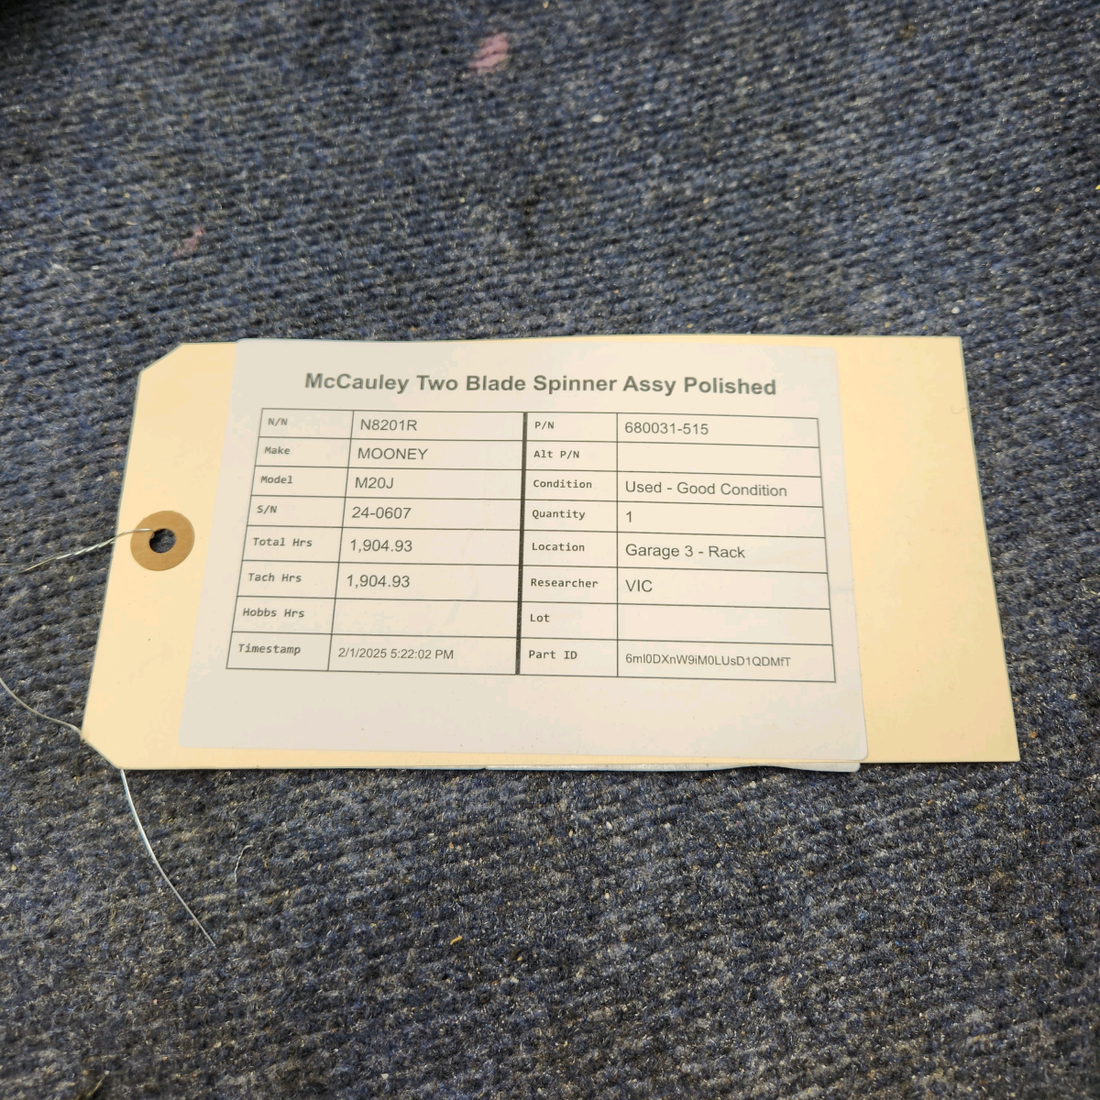 McCauley Two Blade Spinner Assy Polished
N/N N8201R P/N 680031-515
Make MOONEY Alt P/N
Model M20J Condition Used - Good Condition
S/N 24-0607 Quantity 1
Total Hrs 1,904.93 Location Garage 3 - Rack
Tach Hrs 1,904.93 Researcher VIC
Hobbs Hrs Lot
Timestamp 2/1/2025 5:22:02 PM Part ID 6ml0DXnW9iM0LUsD1QDMfT